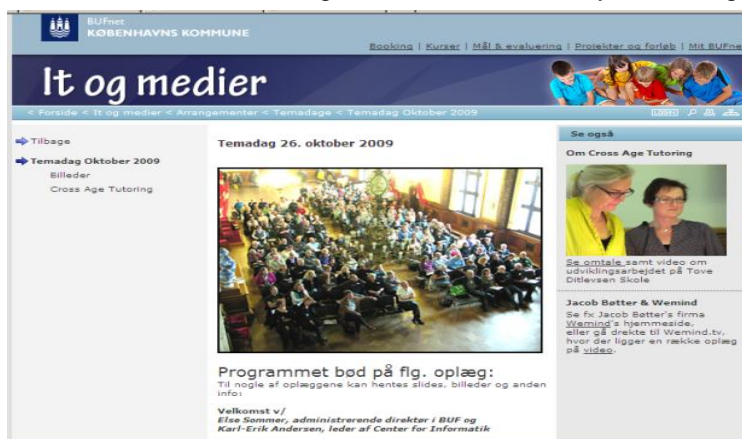 BUFnet
KØBENHAVNS KOMMUNE
Booking | Kurser | Mål & evaluering | Projekter og forløb | Mit BUFne
It og medier
< Forside < It og medier < Arrangementer < Temadage < Temadag Oktober 2009
LOGIN
Tilbage
Temadag Oktober 2009
Billeder
Cross Age Tutoring
Temadag 26. oktober 2009
Programmet bød på flg. oplæg:
Til nogle af oplæggene kan hentes slides, billeder og anden
info:
Velkomst v/
Else Sommer, administrerende direktør i BUF og
Karl-Erik Andersen, leder af Center for Informatik
Se også
Om Cross Age Tutoring
Se omtale samt video om
udviklingsarbejdet på Tove
Ditlevsen Skole
Jacob Bøtter & Wemind
Se fx Jacob Bøtter's firma
Wemind's hjemmeside,
eller gå drekte til Wemind.tv,
hvor der ligger en række oplæg
på video.